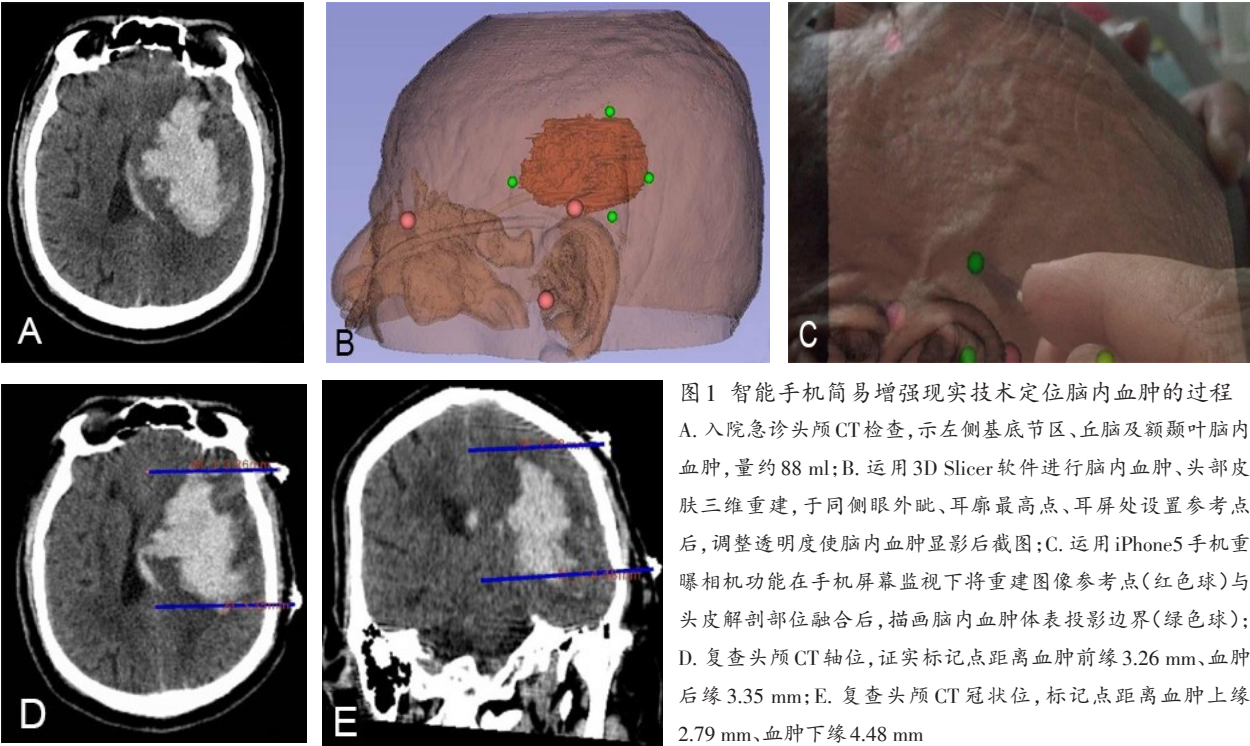 A
B
C
D
E
图1 智能手机简易增强现实技术定位脑内血肿的过程
A. 入院急诊头颅CT检查,示左侧基底节区、丘脑及额颞叶脑内
血肿,量约88 ml;B. 运用3D Slicer软件进行脑内血肿、头部皮
肤三维重建,于同侧眼外眦、耳廓最高点、耳屏处设置参考点
后,调整透明度使脑内血肿显影后截图;C. 运用iPhone5手机重
曝相机功能在手机屏幕监视下将重建图像参考点(红色球)与
头皮解剖部位融合后,描画脑内血肿体表投影边界(绿色球);
D. 复查头颅CT轴位,证实标记点距离血肿前缘3.26 mm、血肿
后缘3.35 mm;E. 复查头颅CT冠状位,标记点距离血肿上缘
2.79 mm、血肿下缘4.48 mm